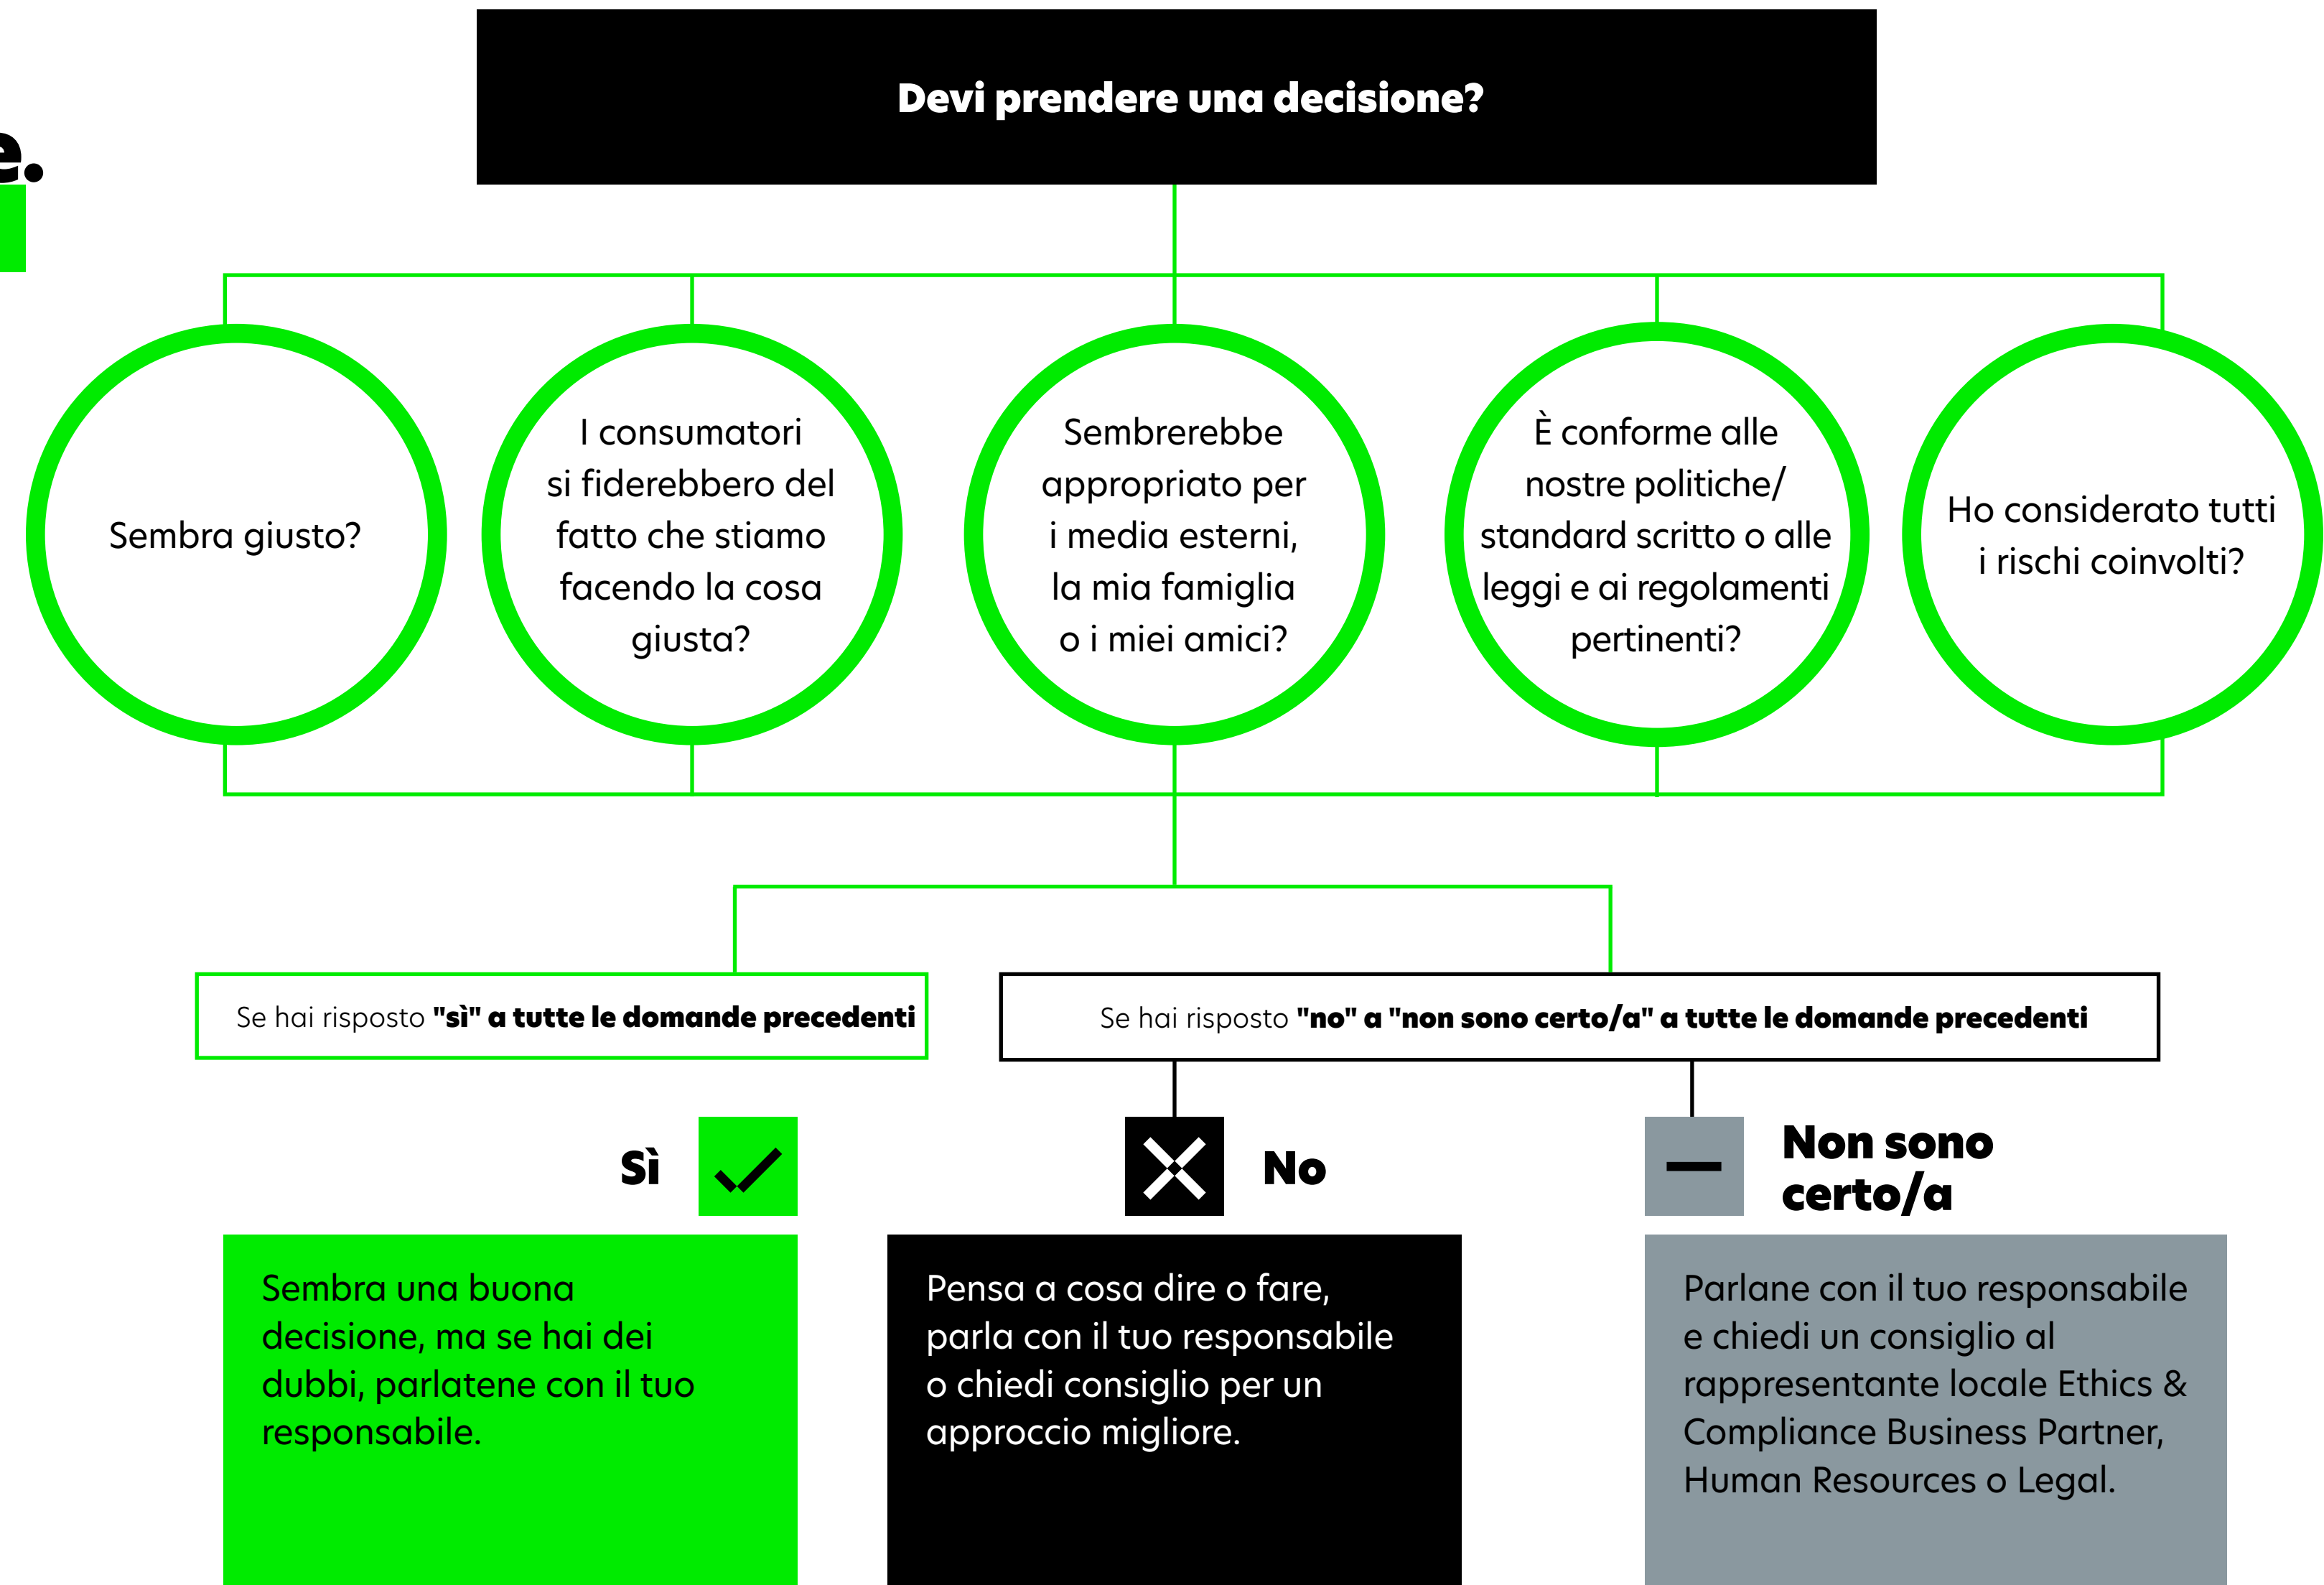 Devi prendere una decisione?
e.
Sembra giusto?
I consumatori
si fiderebbero del
fatto che stiamo
facendo la cosa
giusta?
Sembrerebbe
appropriato per
i media esterni,
la mia famiglia
o i miei amici?
È conforme alle
nostre politiche/
standard scritto o alle
leggi e ai regolamenti
pertinenti?
Ho considerato tutti
i rischi coinvolti?
Se hai risposto "sì" a tutte le domande precedenti
Se hai risposto "no" a "non sono certo/a" a tutte le domande precedenti
Sì
No
Non sono
certo/a
Sembra una buona
decisione, ma se hai dei
dubbi, parlatene con il tuo
responsabile.
Pensa a cosa dire o fare,
parla con il tuo responsabile
o chiedi consiglio per un
approccio migliore.
Parlane con il tuo responsabile
e chiedi un consiglio al
rappresentante locale Ethics &
Compliance Business Partner,
Human Resources o Legal.